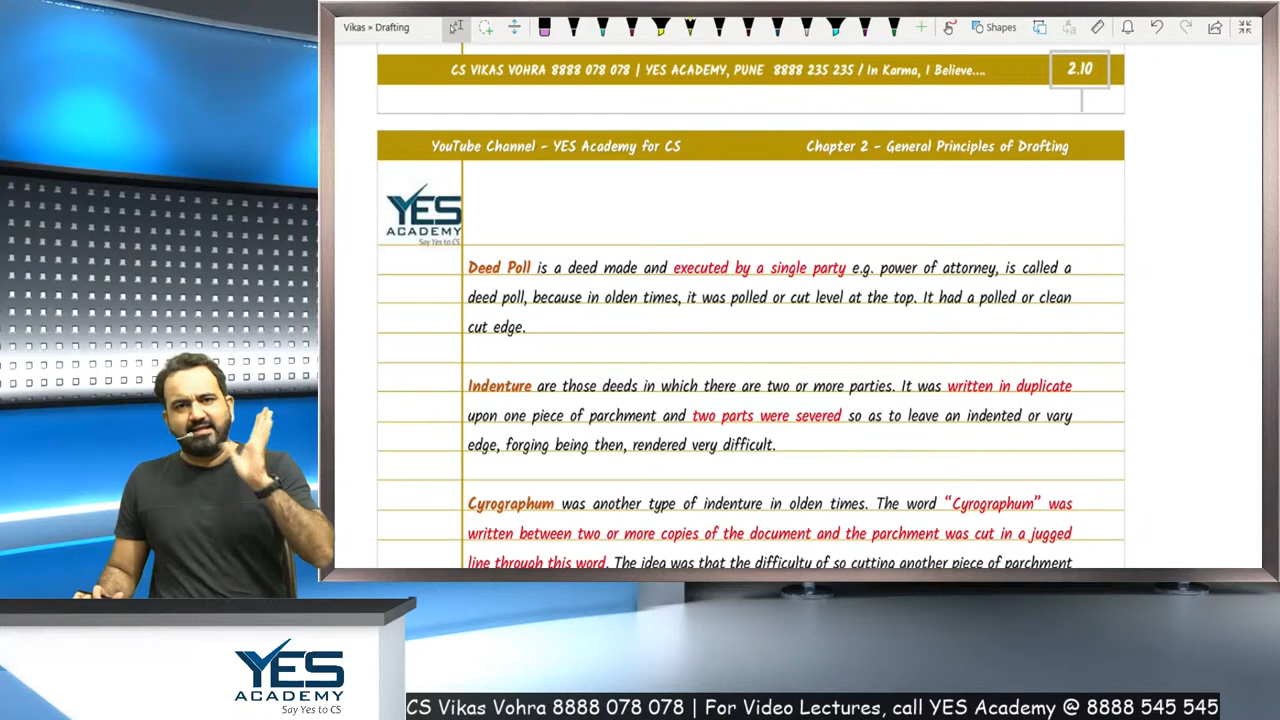 Vikas » Drafting
Shapes
CS VIKAS VOHRA 8888 078 078 | YES ACADEMY, PUNE 8888 235 235 / In Karma, I Believe....
2.10
YouTube Channel - YES Academy for CS
Chapter 2 - General Principles of Drafting
YES
ACADEMY
Say Yes to CS
Deed Poll is a deed made and executed by a single party e.g. power of attorney, is called a
deed poll, because in olden times, it was polled or cut level at the top. It had a polled or clean
cut edge.
Indenture are those deeds in which there are two or more parties. It was written in duplicate
upon one piece of parchment and two parts were severed so as to leave an indented or vary
edge, forging being then, rendered very difficult.
Cyrographum was another type of indenture in olden times. The word “Cyrographum” was
written between two or more copies of the document and the parchment was cut in a jugged
line through this word. The idea was that the difficulty of so cutting another piece of parchment
YES
ACADEMY
Say Yes to CS
CS Vikas Vohra 8888 078 078 | For Video Lectures, call YES Academy @ 8888 545 545